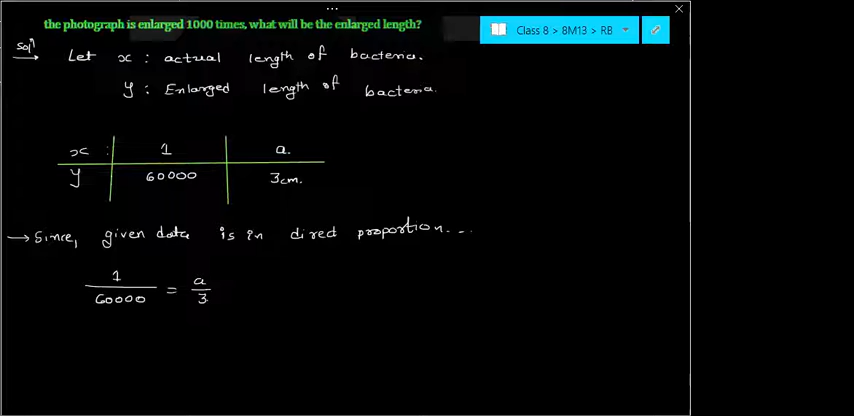 the photograph is enlarged 1000 times, what will be the enlarged length?
Class 8 > 8M13 > RB
Solⁿ → Let x : actual length of bacteria.
Y : Enlarged length of bacteria.
x : 1 a.
Y 60000 3cm.
→ Since, given data is in direct proportion...
1/60000 = a/3